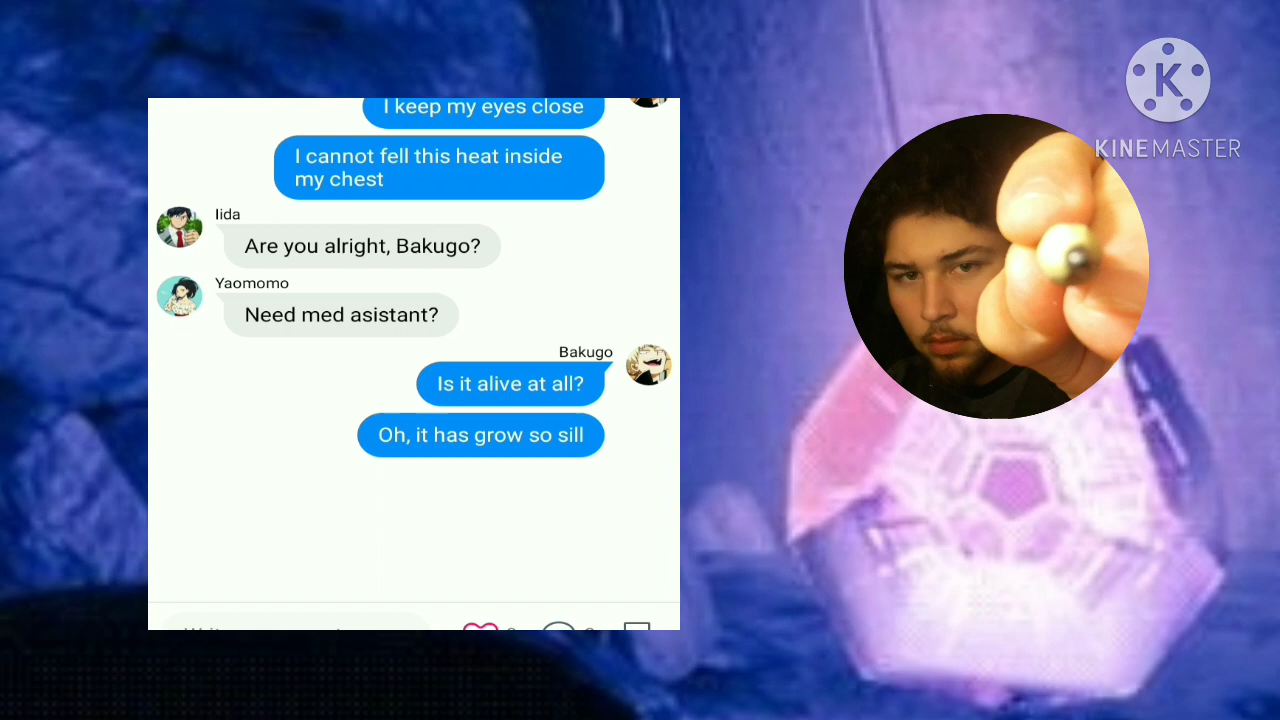 I keep my eyes close
I cannot fell this heat inside
my chest
Iida
Are you alright, Bakugo?
Yaomomo
Need med asistant?
Bakugo
Is it alive at all?
Oh, it has grow so sill
K
KINEMASTER